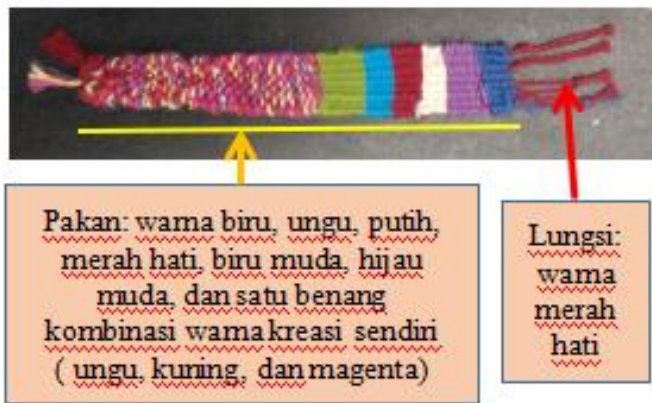 Pakan: warna biru, ungu, putih,
merah hati, biru muda, hijau
muda, dan satu benang
kombinasi warna kreasi sendiri
( ungu, kuning, dan magenta)
Lungsi:
warna
merah
hati